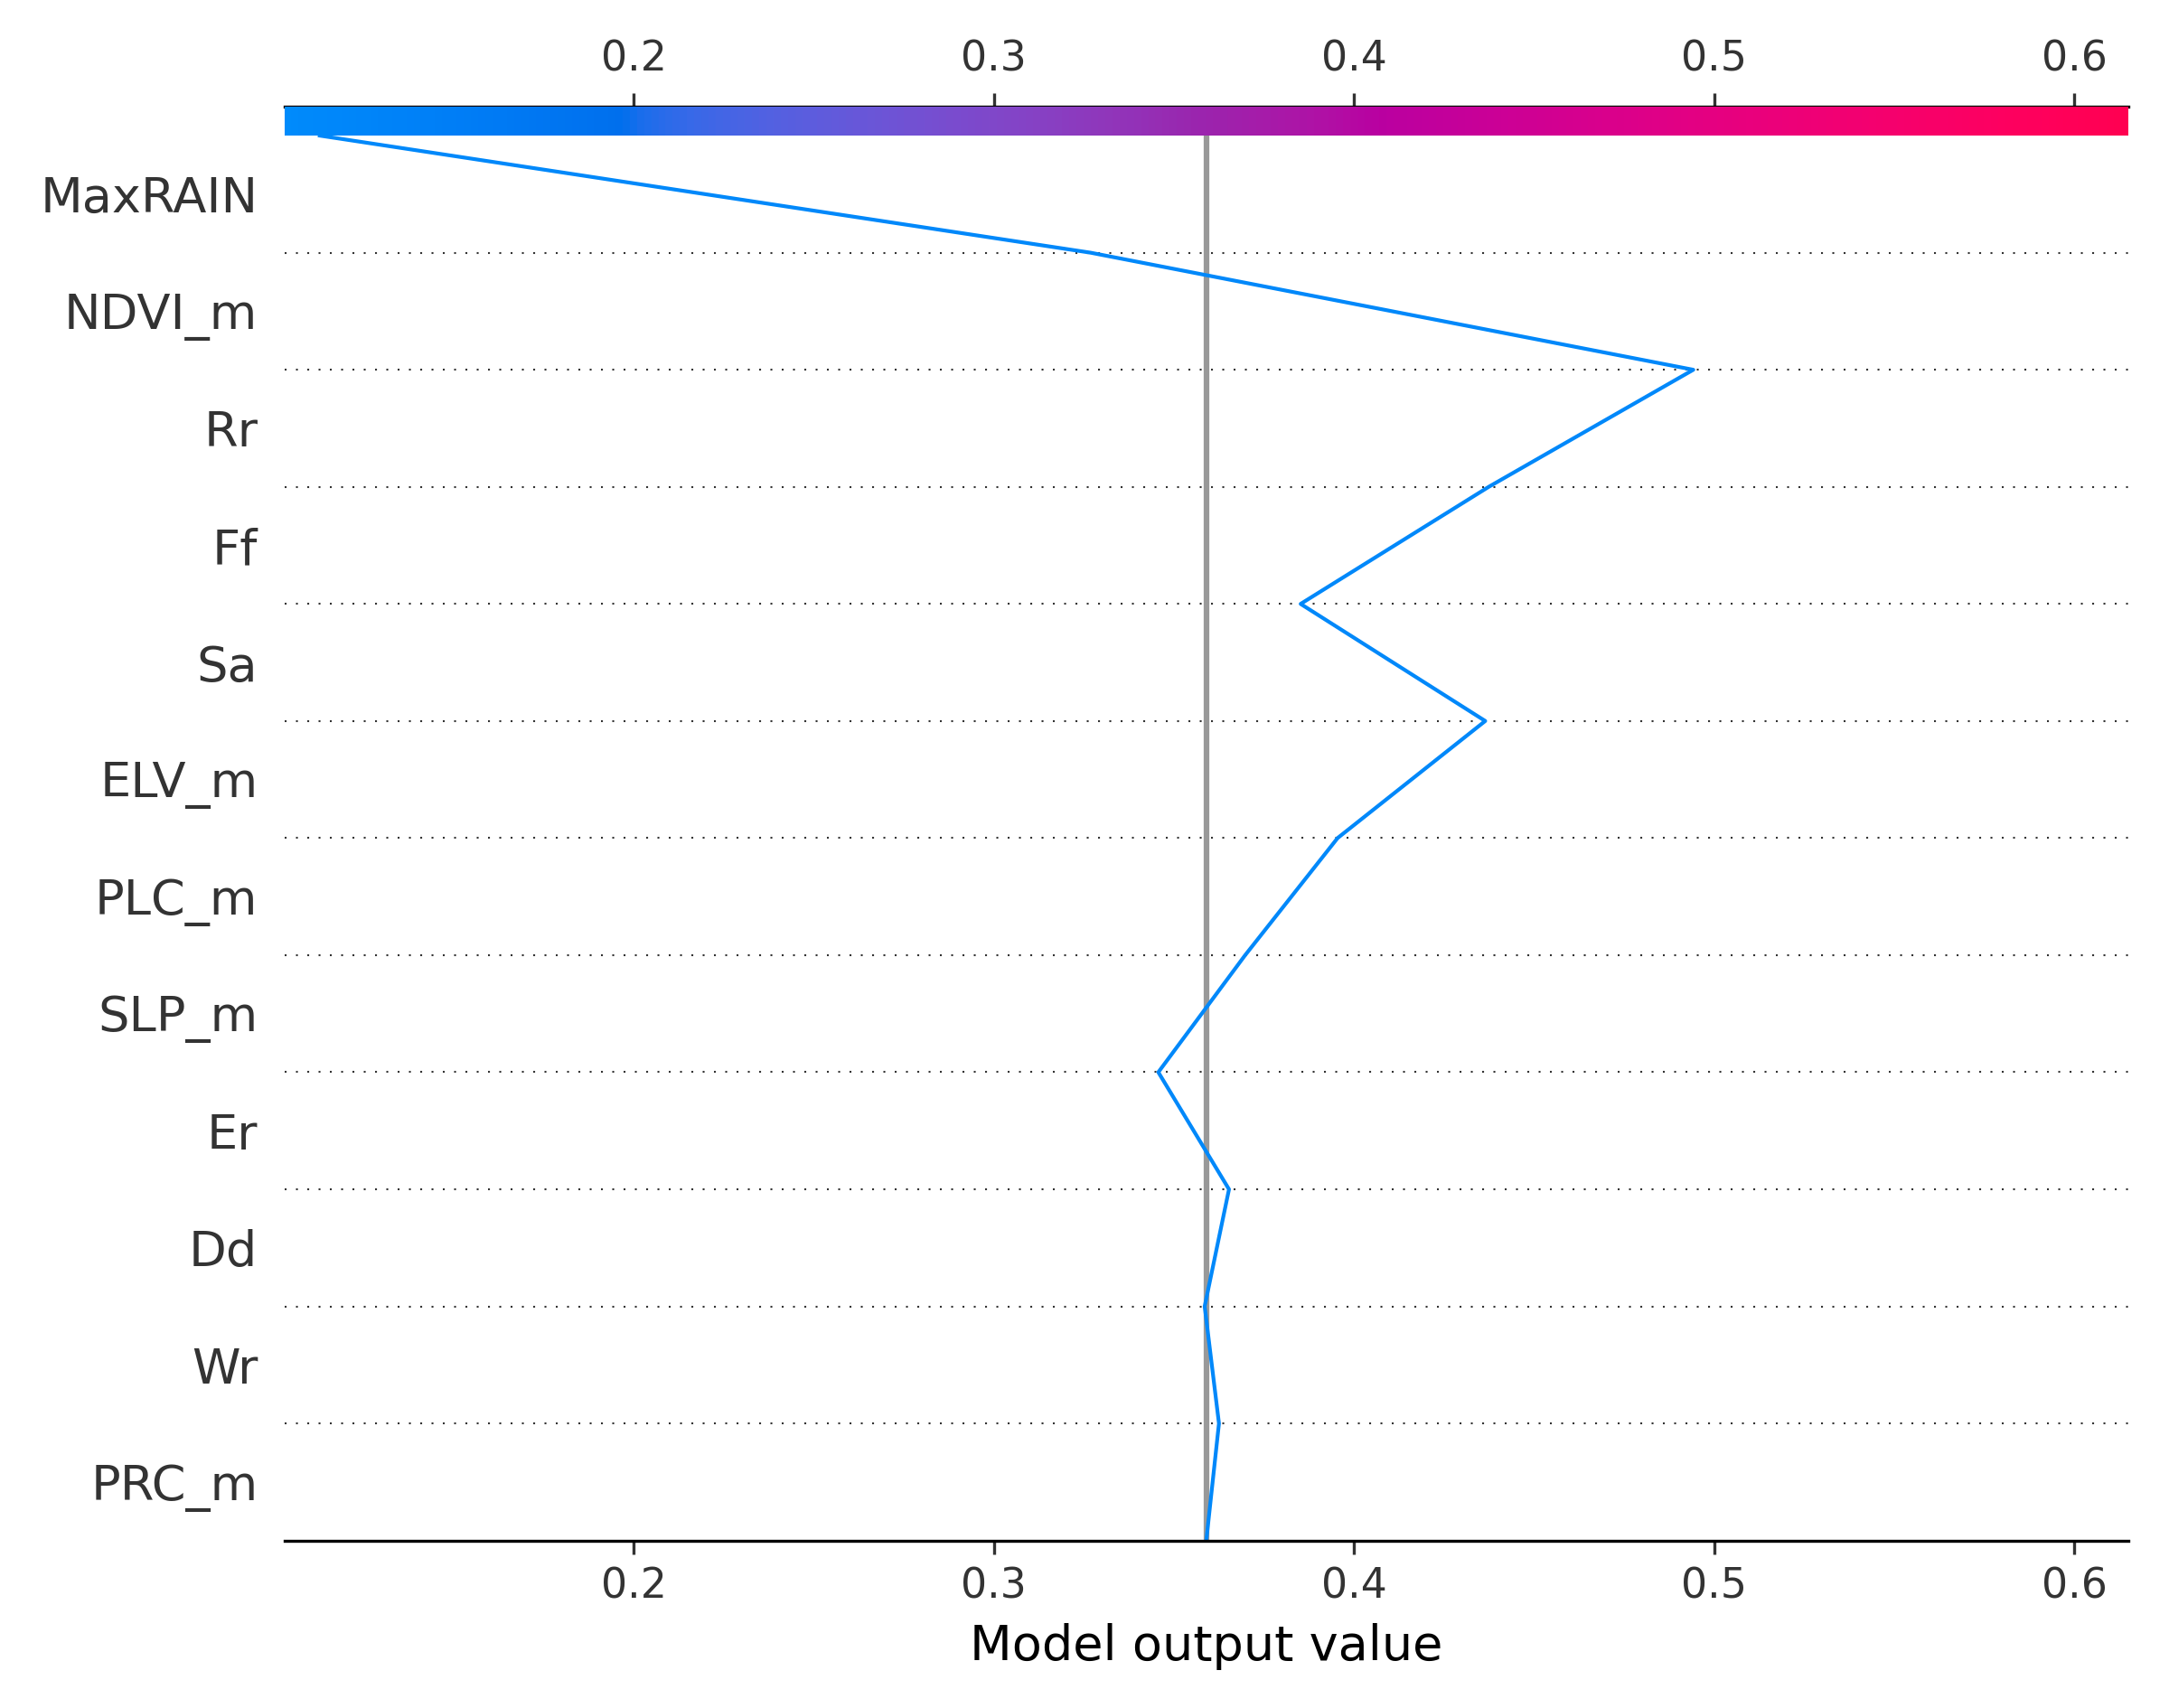 0.2 0.3 0.4 0.5 0.6
MaxRAIN
NDVI_m
Rr
Ff
Sa
ELV_m
PLC_m
SLP_m
Er
Dd
Wr
PRC_m
0.2 0.3 0.4 0.5 0.6
Model output value